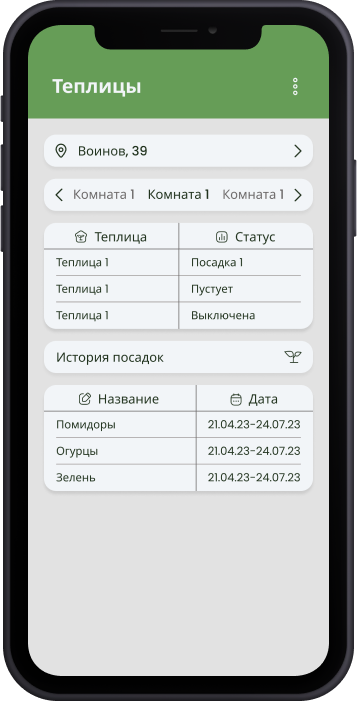 Теплицы
Воинов, 39
Комната 1 Комната 1 Комната 1
Теплица Статус
Теплица 1 Посадка 1
Теплица 1 Пустует
Теплица 1 Выключена
История посадок
Название Дата
Помидоры 21.04.23-24.07.23
Огурцы 21.04.23-24.07.23
Зелень 21.04.23-24.07.23